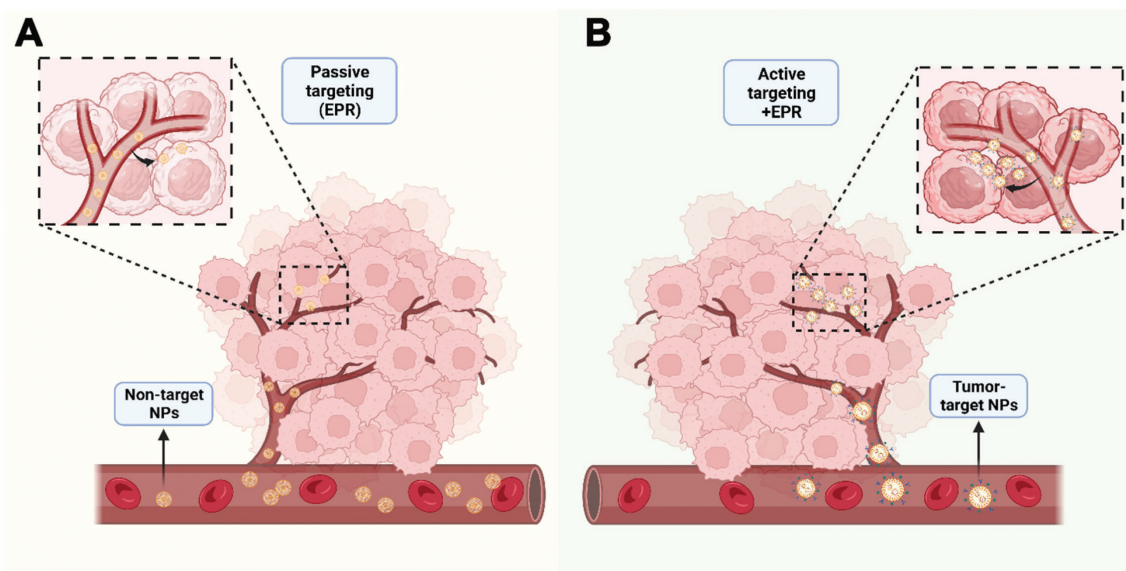 A
Passive
targeting
(EPR)
Non-target
NPs
B
Active
targeting
+EPR
Tumor-
target NPs